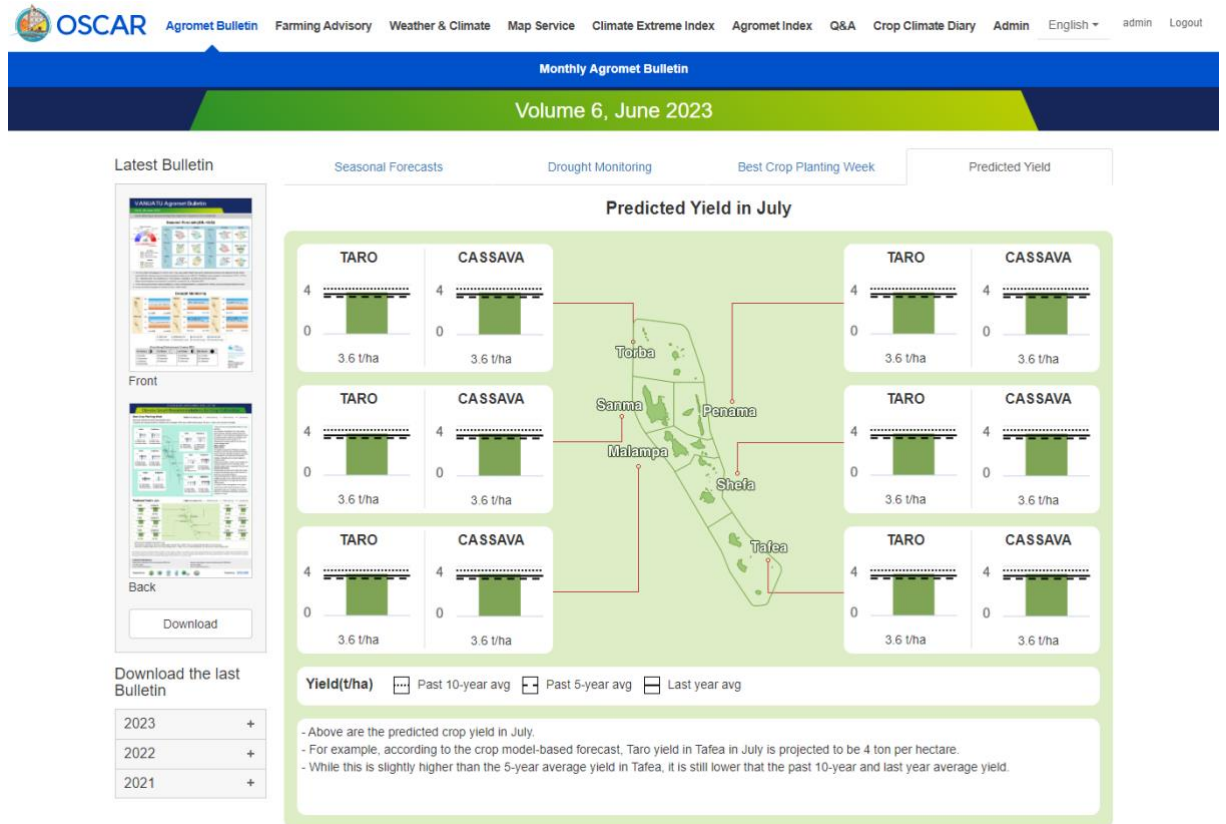 OSCAR Agromet Bulletin Farming Advisory Weather & Climate Map Service Climate Extreme Index Agromet Index Q&A Crop Climate Diary Admin English admin Logout
Monthly Agromet Bulletin
Volume 6, June 2023
Latest Bulletin
VANUATU Agromet Bulletin
Front
Back
Download
Download the last
Bulletin
2023 +
2022 +
2021 +
Seasonal Forecasts Drought Monitoring Best Crop Planting Week Predicted Yield
Predicted Yield in July
TARO CASSAVA TARO CASSAVA
4 4 4 4
0 0 0 0
3.6 t/ha 3.6 t/ha 3.6 t/ha 3.6 t/ha
TARO CASSAVA TARO CASSAVA
4 4 4 4
0 0 0 0
3.6 t/ha 3.6 t/ha 3.6 t/ha 3.6 t/ha
TARO CASSAVA TARO CASSAVA
4 4 4 4
0 0 0 0
3.6 t/ha 3.6 t/ha 3.6 t/ha 3.6 t/ha
Torba
Sanma
Penama
Malampa
Shefa
Tafea
Yield(t/ha) Past 10-year avg Past 5-year avg Last year avg
- Above are the predicted crop yield in July.
- For example, according to the crop model-based forecast, Taro yield in Tafea in July is projected to be 4 ton per hectare.
- While this is slightly higher than the 5-year average yield in Tafea, it is still lower that the past 10-year and last year average yield.